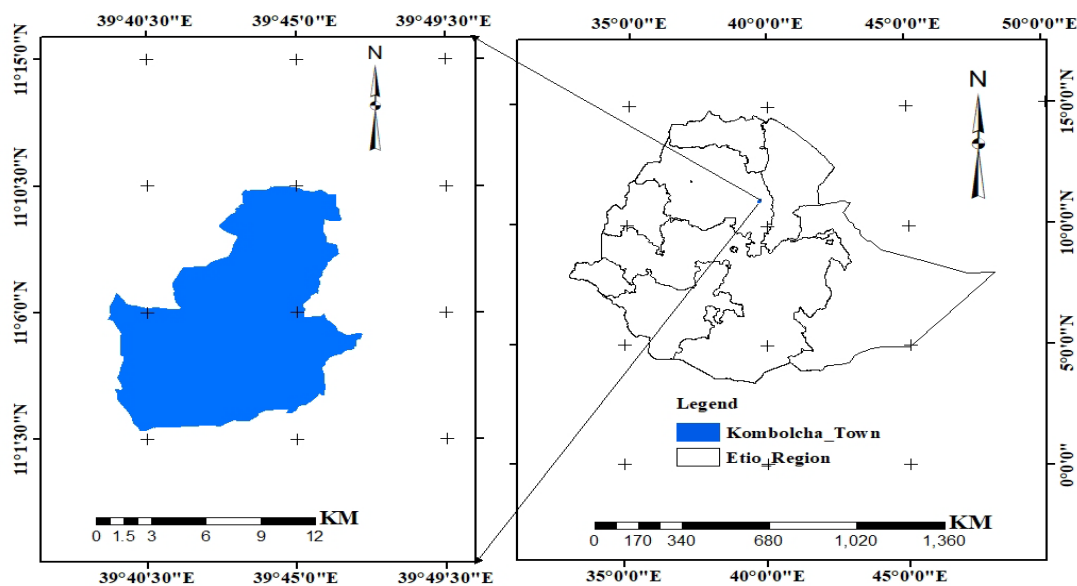 39°40'30"E 39°45'0"E 39°49'30"E
11°15'0"N
11°10'30"N
11°6'0"N
11°1'30"N
N
KM
0 1.5 3 6 9 12
39°40'30"E 39°45'0"E 39°49'30"E
35°0'0"E 40°0'0"E 45°0'0"E 50°0'0"E
15°0'0"N
10°0'0"N
5°0'0"N
0°0'0"
N
Legend
Kombolcha_Town
Etio_Region
KM
0 170 340 680 1,020 1,360
35°0'0"E 40°0'0"E 45°0'0"E